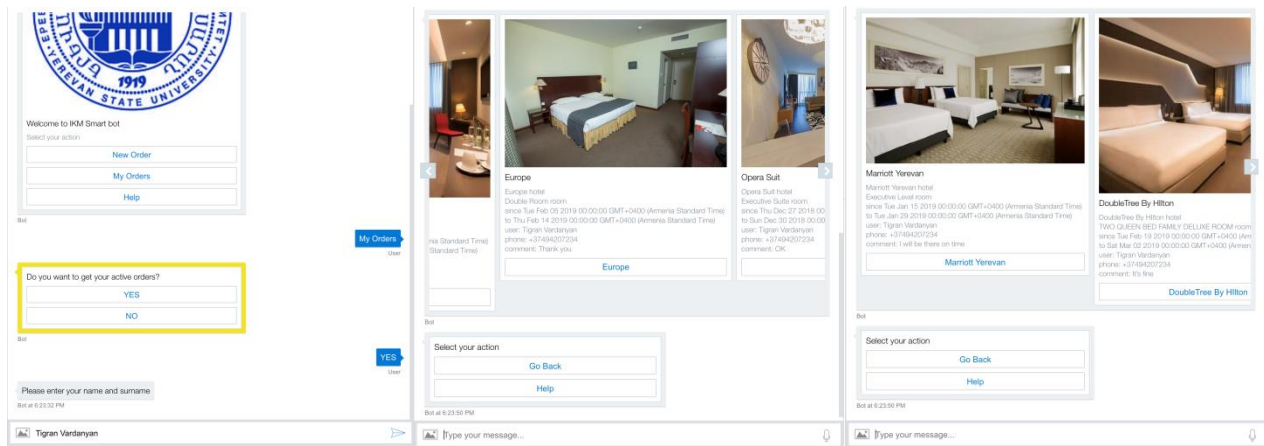 1919
YEREVAN STATE UNIVERSITY
Welcome to IKM Smart bot
Select your action
New Order
My Orders
Help
Bot
My Orders
User
Do you want to get your active orders?
YES
NO
Bot
YES
User
Please enter your name and surname
Bot at 6:23:32 PM
Tigran Vardanyan
nia Standard Time)
Standard Time)
Europe
Europe hotel
Double Room room
since Tue Feb 05 2019 00:00:00 GMT+0400 (Armenia Standard Time)
to Thu Feb 14 2019 00:00:00 GMT+0400 (Armenia Standard Time)
user: Tigran Vardanyan
phone: +37494207234
comment: Thank you
Europe
Opera Suit
Opera Suit hotel
Executive Suite room
since Thu Dec 27 2018 00
to Sun Dec 30 2018 00:00
user: Tigran Vardanyan
phone: +37494207234
comment: OK
Bot
Select your action
Go Back
Help
Bot at 6:23:50 PM
Type your message...
Marriott Yerevan
Marriott Yerevan hotel
Executive Level room
since Tue Jan 15 2019 00:00:00 GMT+0400 (Armenia Standard Time)
to Tue Jan 29 2019 00:00:00 GMT+0400 (Armenia Standard Time)
user: Tigran Vardanyan
phone: +37494207234
comment: I will be there on time
Marriott Yerevan
DoubleTree By HIlton
DoubleTree By HIlton hotel
TWO QUEEN BED FAMILY DELUXE ROOM room
since Tue Feb 19 2019 00:00:00 GMT+0400 (Arm
to Sat Mar 02 2019 00:00:00 GMT+0400 (Armen
user: Tigran Vardanyan
phone: +37494207234
comment: It's fine
DoubleTree By HIlton
Bot
Select your action
Go Back
Help
Bot at 6:23:50 PM
Type your message...